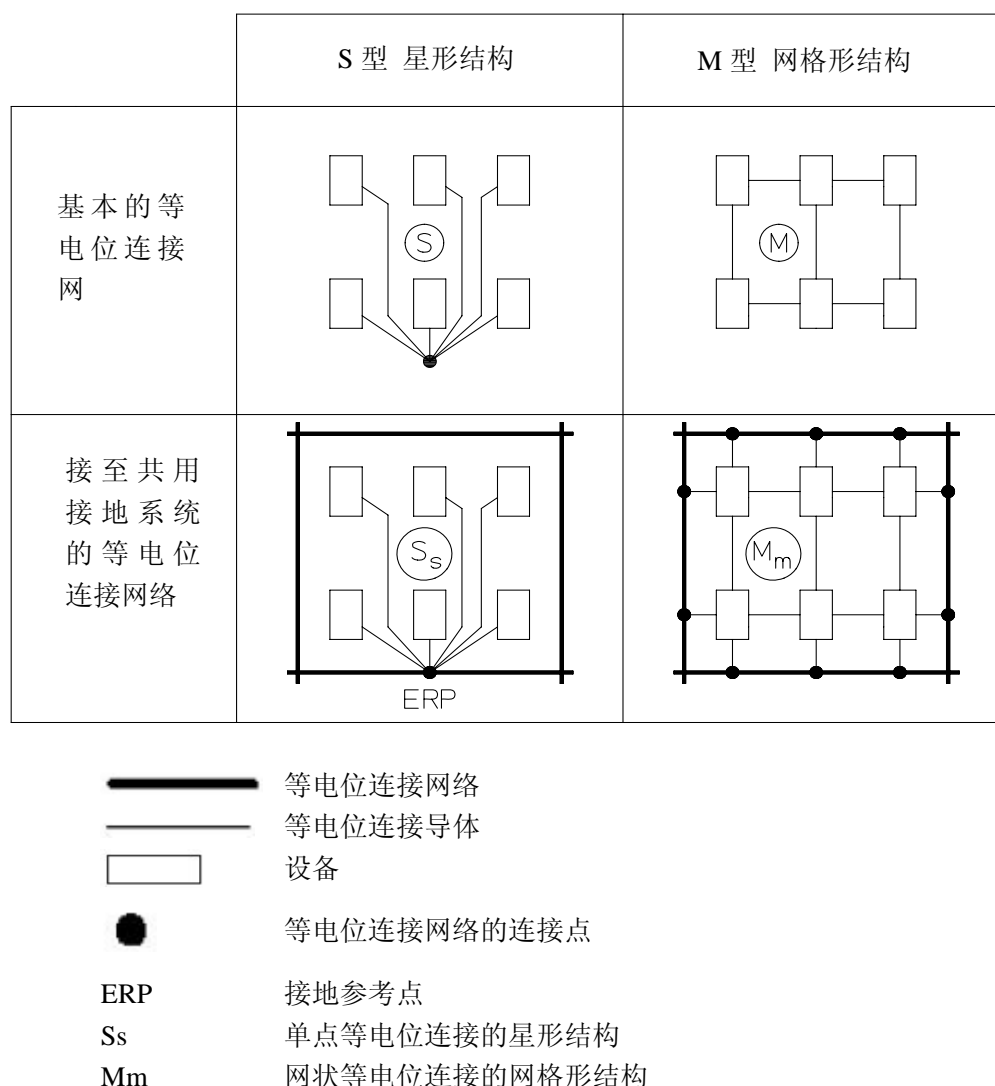 S 型 星形结构
M 型 网格形结构
基本的等
电位连接
网
S
M
接至共用
接地系统
的等电位
连接网络
Ss
Mm
ERP
等电位连接网络
等电位连接导体
设备
等电位连接网络的连接点
ERP 接地参考点
Ss 单点等电位连接的星形结构
Mm 网状等电位连接的网格形结构